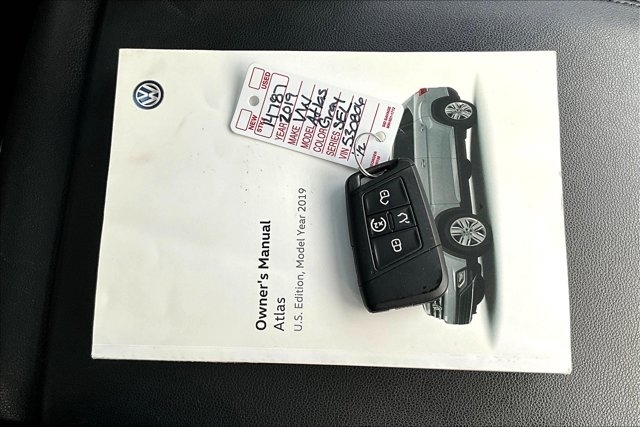 Owner's Manual
Atlas
U.S. Edition, Model Year 2019
NEW USED
STK 14787
YEAR 2019
MAKE VW
MODEL Atlas
COLOR Gray
SERIES SE/T
VIN 530806